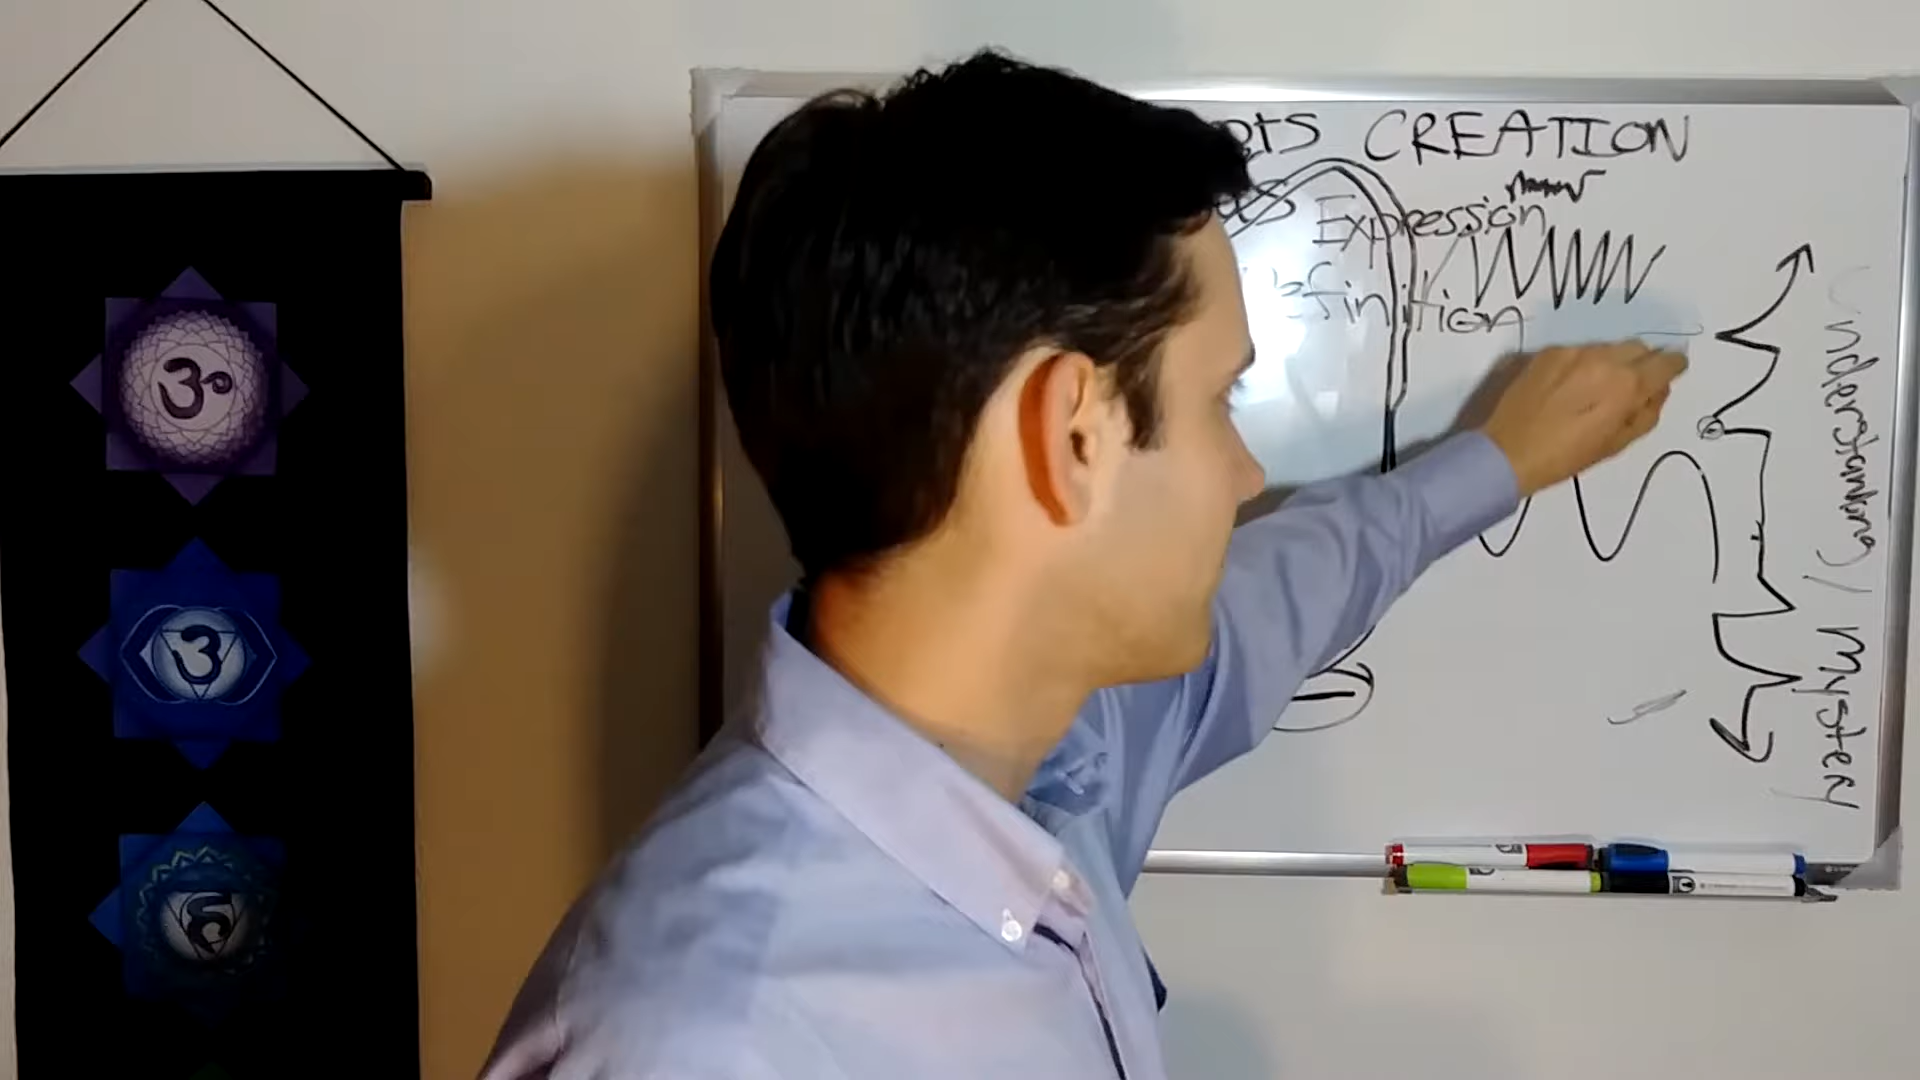 CREATION
Expression
Definition
Understanding / Mystery
ॐ